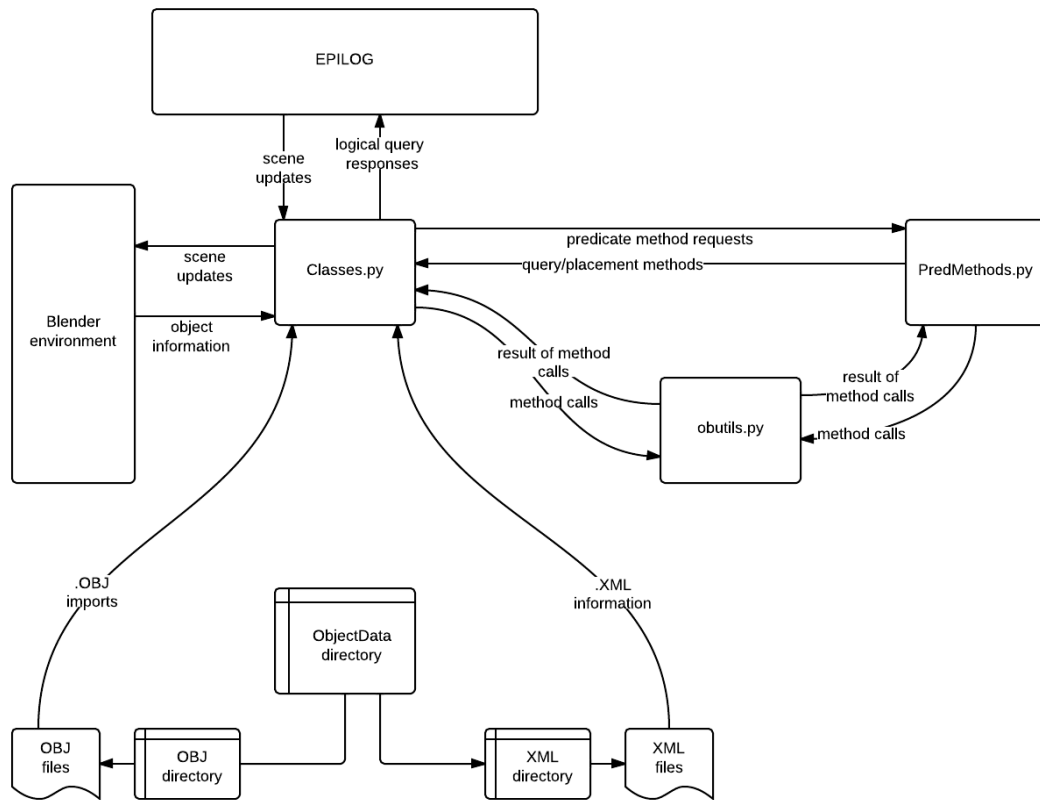 EPILOG
scene
updates
logical query
responses
Blender
environment
scene
updates
object
information
Classes.py
predicate method requests
query/placement methods
PredMethods.py
result of method
calls
method calls
obutils.py
result of
method calls
method calls
.OBJ
imports
.XML
information
ObjectData
directory
OBJ
files
OBJ
directory
XML
directory
XML
files